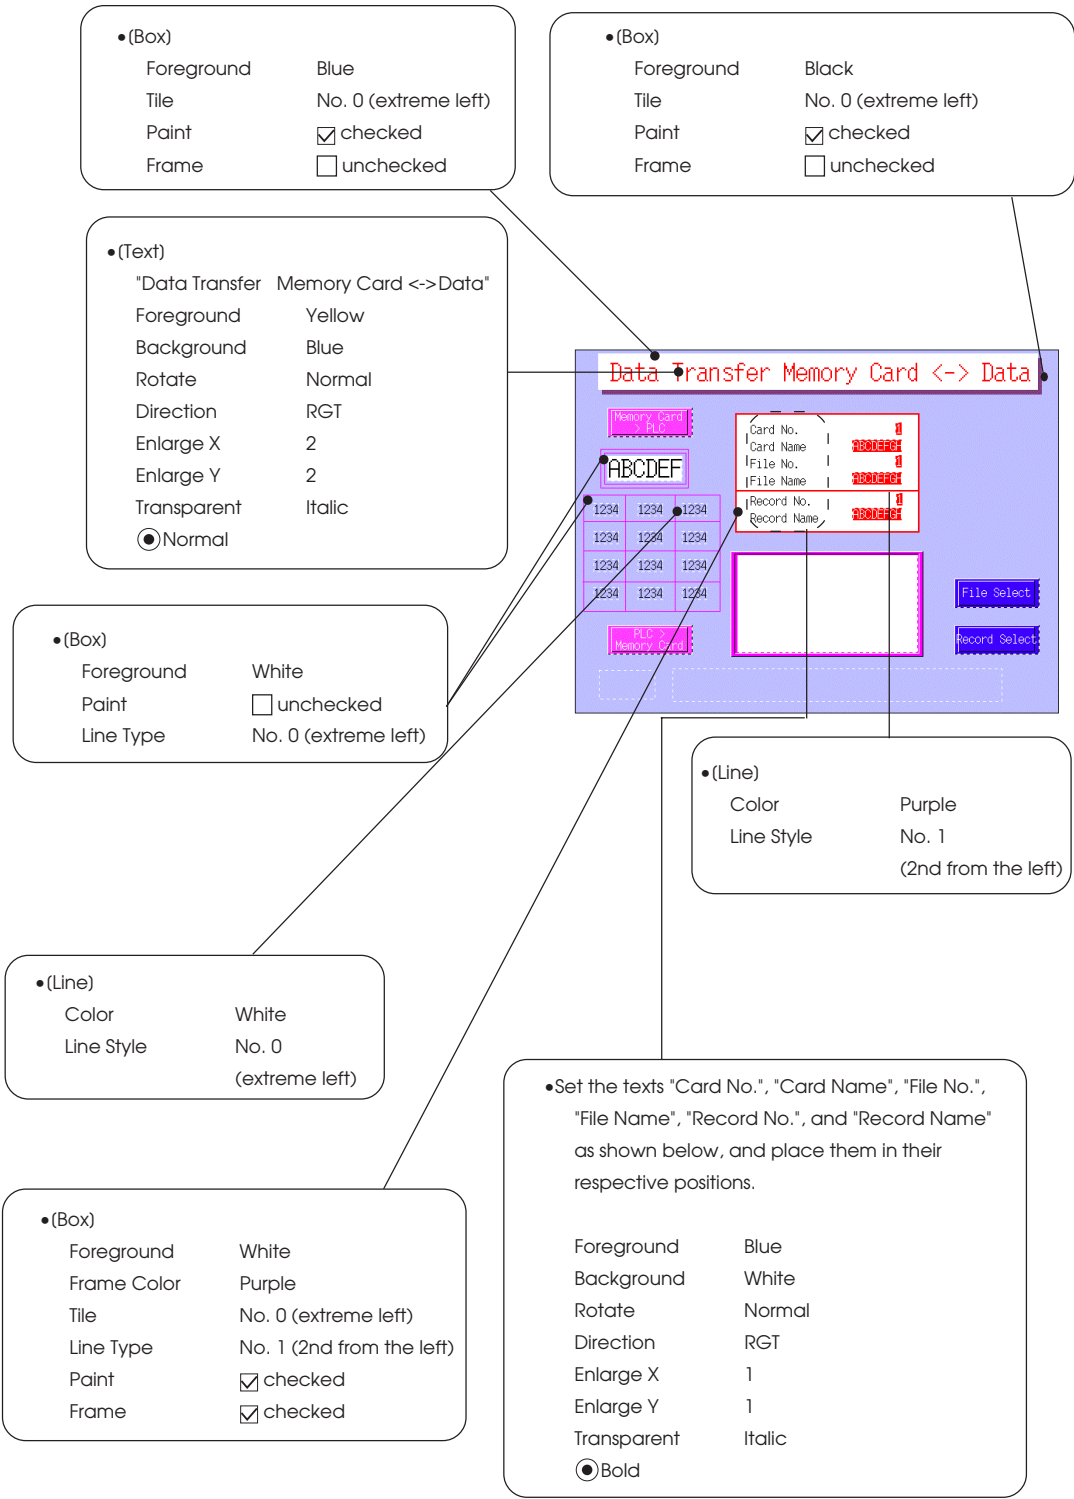 •[Box]
Foreground Blue
Tile No. 0 (extreme left)
Paint checked
Frame unchecked
•[Box]
Foreground Black
Tile No. 0 (extreme left)
Paint checked
Frame unchecked
•[Text]
"Data Transfer Memory Card <->Data"
Foreground Yellow
Background Blue
Rotate Normal
Direction RGT
Enlarge X 2
Enlarge Y 2
Transparent Italic
Normal
Data Transfer Memory Card <-> Data
Memory Card
> PLC
ABCDEF
1234 1234 1234
1234 1234 1234
1234 1234 1234
1234 1234 1234
PLC >
Memory Card
Card No. 1
Card Name ABCDEFGH
File No. 1
File Name ABCDEFGH
Record No. 1
Record Name ABCDEFGH
File Select
Record Select
•[Box]
Foreground White
Paint unchecked
Line Type No. 0 (extreme left)
•[Line]
Color Purple
Line Style No. 1
(2nd from the left)
•[Line]
Color White
Line Style No. 0
(extreme left)
•[Box]
Foreground White
Frame Color Purple
Tile No. 0 (extreme left)
Line Type No. 1 (2nd from the left)
Paint checked
Frame checked
•Set the texts "Card No.", "Card Name", "File No.",
"File Name", "Record No.", and "Record Name"
as shown below, and place them in their
respective positions.
Foreground Blue
Background White
Rotate Normal
Direction RGT
Enlarge X 1
Enlarge Y 1
Transparent Italic
Bold